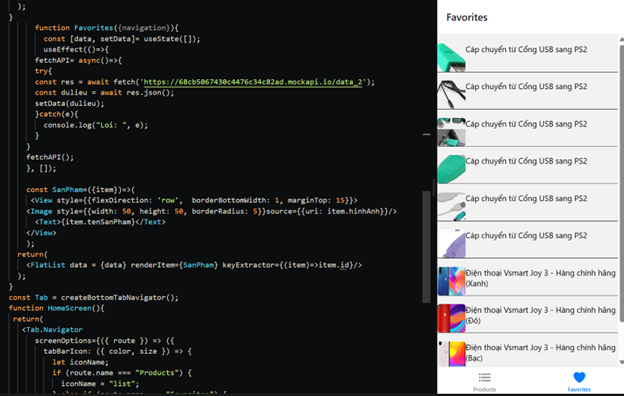 );
}
function Favorites({navigation}){
const [data, setData]= useState([]);
useEffect(()=>{
fetchAPI= async()=>{
try{
const res = await fetch('https://68cb5067430c4476c34c82ad.mockapi.io/data_2');
const dulieu = await res.json();
setData(dulieu);
}catch(e){
console.log("Loi: ", e);
}
}
fetchAPI();
}, []);
const SanPham=({item})=>(
<View style={{flexDirection: 'row', borderBottomWidth: 1, marginTop: 15}}>
<Image style={{width: 50, height: 50, borderRadius: 5}}source={{uri: item.hinhAnh}}/>
<Text>{item.tenSanPham}</Text>
</View>
);
return(
<FlatList data = {data} renderItem={SanPham} keyExtractor={(item)=>item.id}/>
);
}
const Tab = createBottomTabNavigator();
function HomeScreen(){
return(
<Tab.Navigator
screenOptions={({ route }) => ({
tabBarIcon: ({ color, size }) => {
let iconName;
if (route.name === "Products") {
iconName = "list";
} else if (route.name === "Favorites") {
Favorites
Cáp chuyển từ Cổng USB sang PS2
Cáp chuyển từ Cổng USB sang PS2
Cáp chuyển từ Cổng USB sang PS2
Cáp chuyển từ Cổng USB sang PS2
Cáp chuyển từ Cổng USB sang PS2
Cáp chuyển từ Cổng USB sang PS2
Điện thoại Vsmart Joy 3 - Hàng chính hãng
(Xanh)
Điện thoại Vsmart Joy 3 - Hàng chính hãng
(Đỏ)
Điện thoại Vsmart Joy 3 - Hàng chính hãng
(Bạc)
Products
Favorites